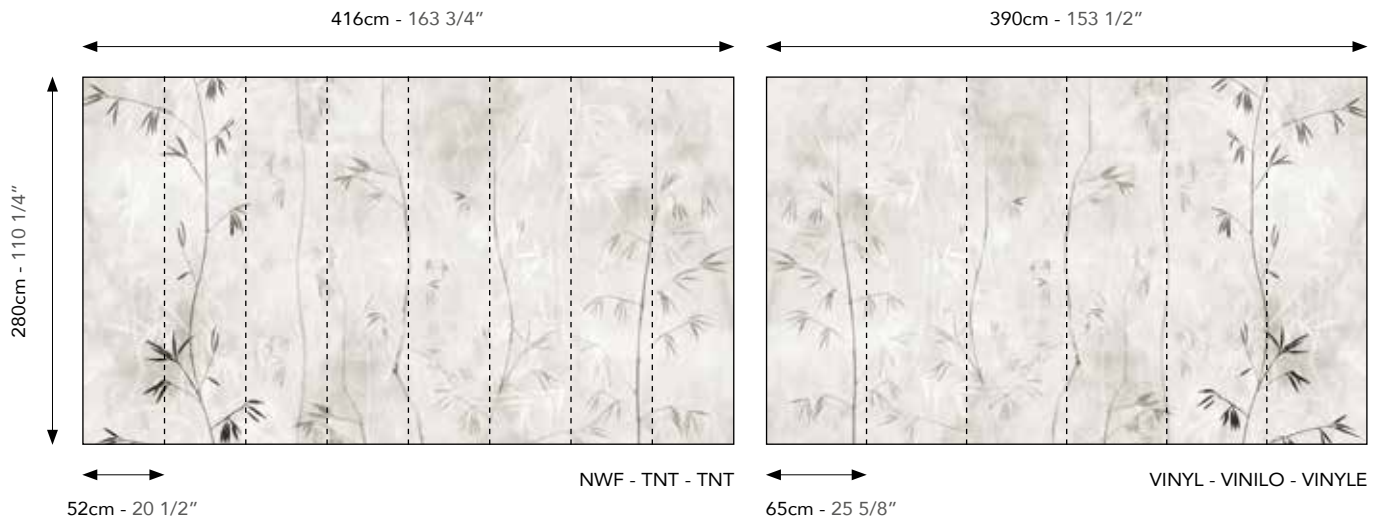 416cm - 163 3/4”
390cm - 153 1/2”
280cm - 110 1/4”
NWF - TNT - TNT
VINYL - VINILO - VINYLE
52cm - 20 1/2”
65cm - 25 5/8”